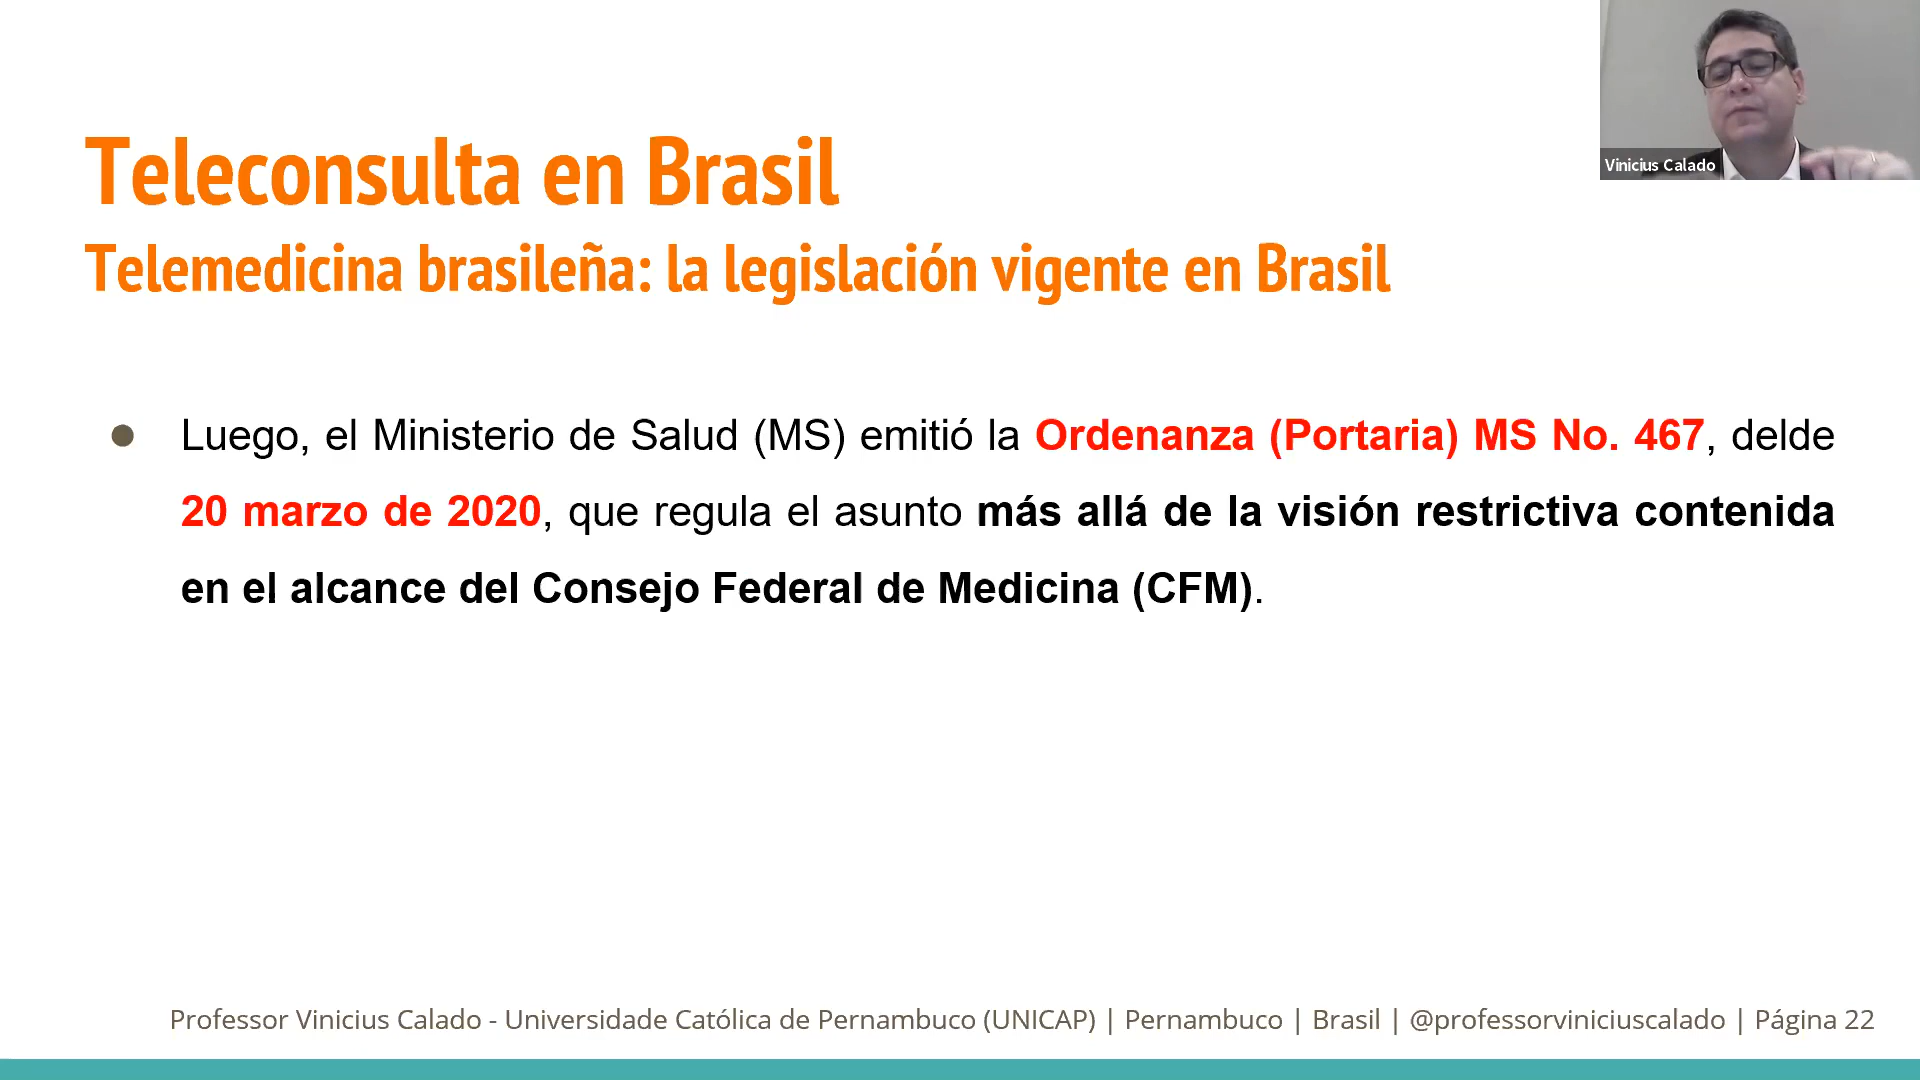 Vinicius Calado
Teleconsulta en Brasil
Telemedicina brasileña: la legislación vigente en Brasil
● Luego, el Ministerio de Salud (MS) emitió la Ordenanza (Portaria) MS No. 467, delde
20 marzo de 2020, que regula el asunto más allá de la visión restrictiva contenida
en el alcance del Consejo Federal de Medicina (CFM).
Professor Vinicius Calado - Universidade Católica de Pernambuco (UNICAP) | Pernambuco | Brasil | @professorviniciuscalado | Página 22